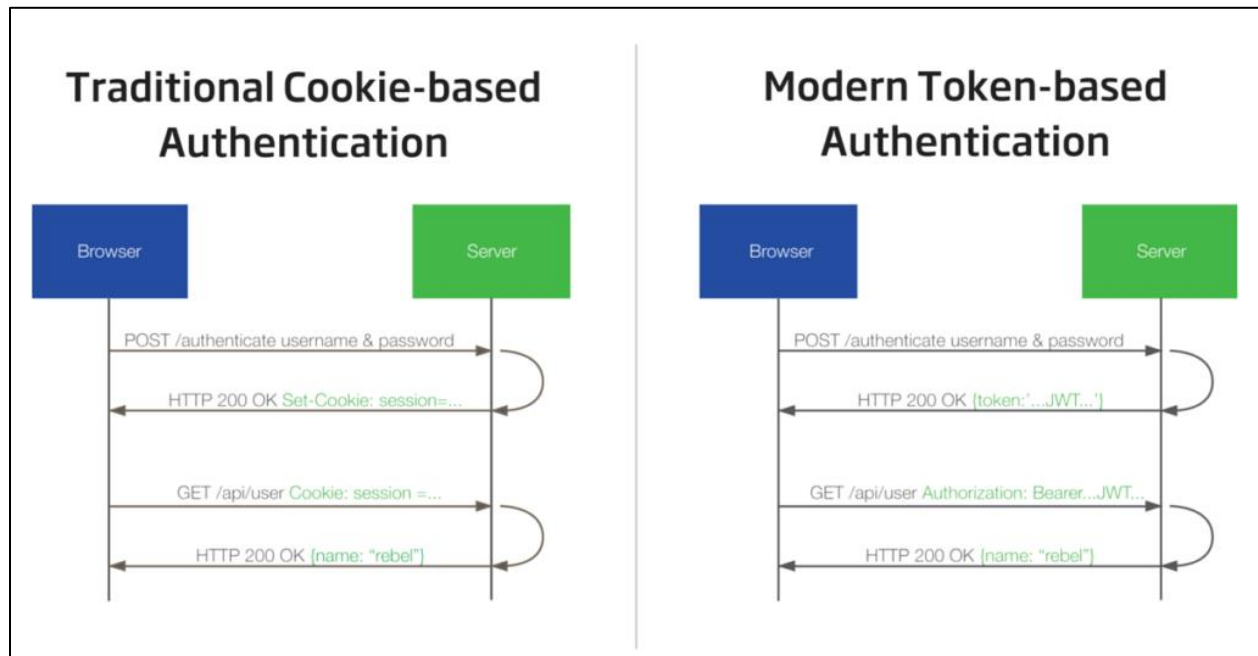 Traditional Cookie-based
Authentication
Browser
Server
POST /authenticate username & password
HTTP 200 OK Set-Cookie: session=...
GET /api/user Cookie: session =...
HTTP 200 OK {name: “rebel”}
Modern Token-based
Authentication
Browser
Server
POST /authenticate username & password
HTTP 200 OK {token:'...JWT...'}
GET /api/user Authorization: Bearer...JWT...
HTTP 200 OK {name: “rebel”}